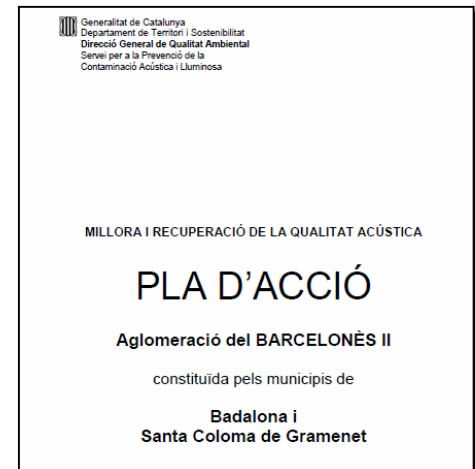 Generalitat de Catalunya
Departament de Territori i Sostenibilitat
Direcció General de Qualitat Ambiental
Servei per a la Prevenció de la
Contaminació Acústica i Lluminosa
MILLORA I RECUPERACIÓ DE LA QUALITAT ACÚSTICA
PLA D'ACCIÓ
Aglomeració del BARCELONÈS II
constituïda pels municipis de
Badalona i
Santa Coloma de Gramenet